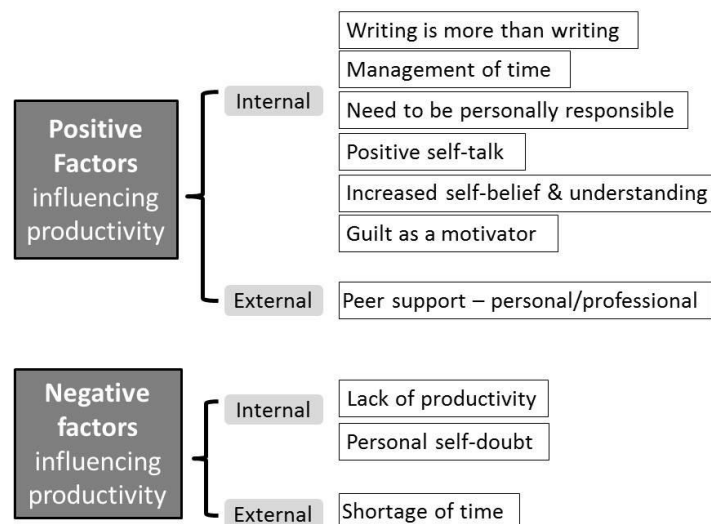 Positive
Factors
influencing
productivity
Internal
Writing is more than writing
Management of time
Need to be personally responsible
Positive self-talk
Increased self-belief & understanding
Guilt as a motivator
External
Peer support – personal/professional
Negative
factors
influencing
productivity
Internal
Lack of productivity
Personal self-doubt
External
Shortage of time